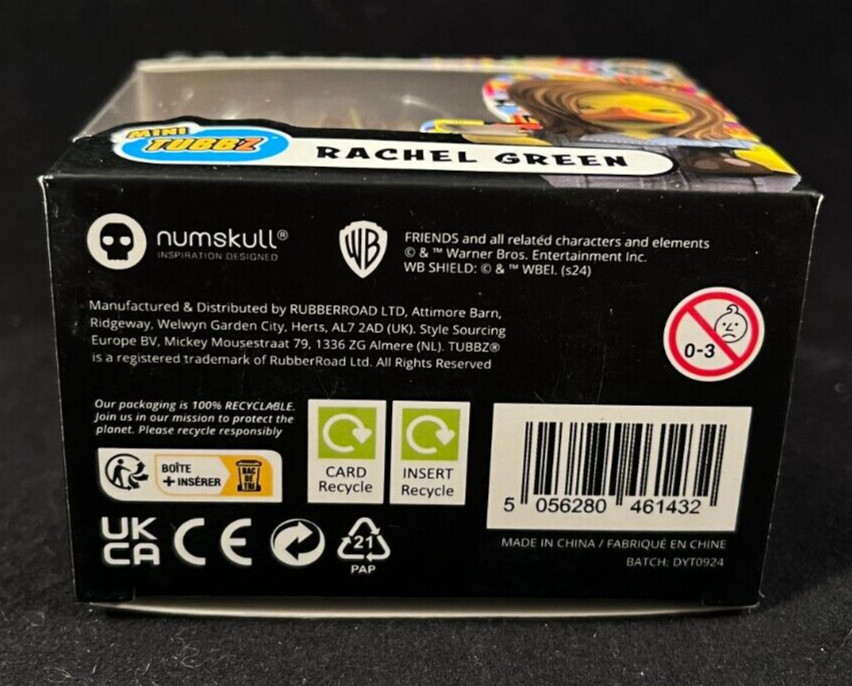 MINI
TUBBZ
RACHEL GREEN
numskull®
INSPIRATION DESIGNED
WB
FRIENDS and all related characters and elements
© & ™ Warner Bros. Entertainment Inc.
WB SHIELD: © & ™ WBEI. (s24)
Manufactured & Distributed by RUBBERROAD LTD, Attimore Barn,
Ridgeway, Welwyn Garden City, Herts, AL7 2AD (UK). Style Sourcing
Europe BV, Mickey Mousestraat 79, 1336 ZG Almere (NL). TUBBZ®
is a registered trademark of RubberRoad Ltd. All Rights Reserved
0-3
Our packaging is 100% RECYCLABLE.
Join us in our mission to protect the
planet. Please recycle responsibly
BOÎTE
+ INSÉRER
BAC
DE
TRI
CARD
Recycle
INSERT
Recycle
5 056280 461432
UK
CA
CE
21
PAP
MADE IN CHINA / FABRIQUÉ EN CHINE
BATCH: DYT0924